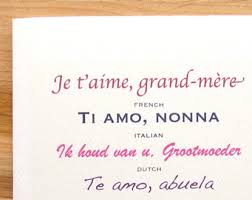 Je t'aime, grand-mère
FRENCH
TI AMO, NONNA
ITALIAN
Ik houd van u, Grootmoeder
DUTCH
Te amo, abuela